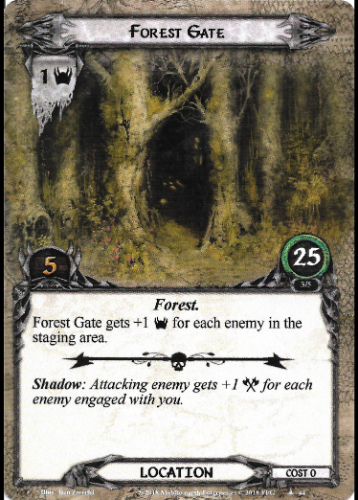 FOREST GATE
1
5
25
Forest.
Forest Gate gets +1 for each enemy in the
staging area.
Shadow: Attacking enemy gets +1 for each
enemy engaged with you.
LOCATION
COST 0